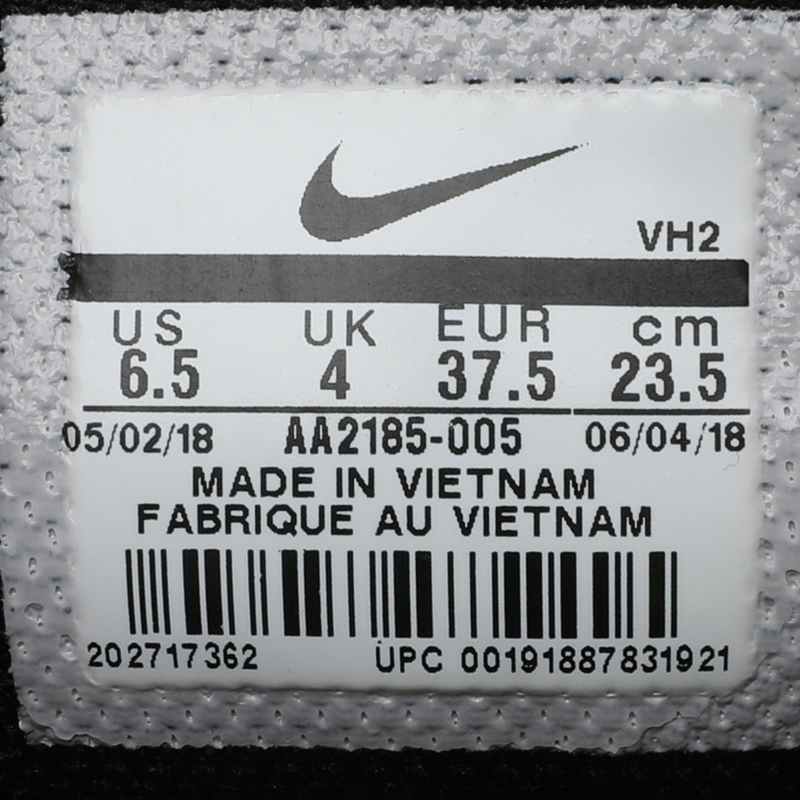 VH2
US UK EUR cm
6.5 4 37.5 23.5
05/02/18 AA2185-005 06/04/18
MADE IN VIETNAM
FABRIQUE AU VIETNAM
202717362 UPC 00191887831921